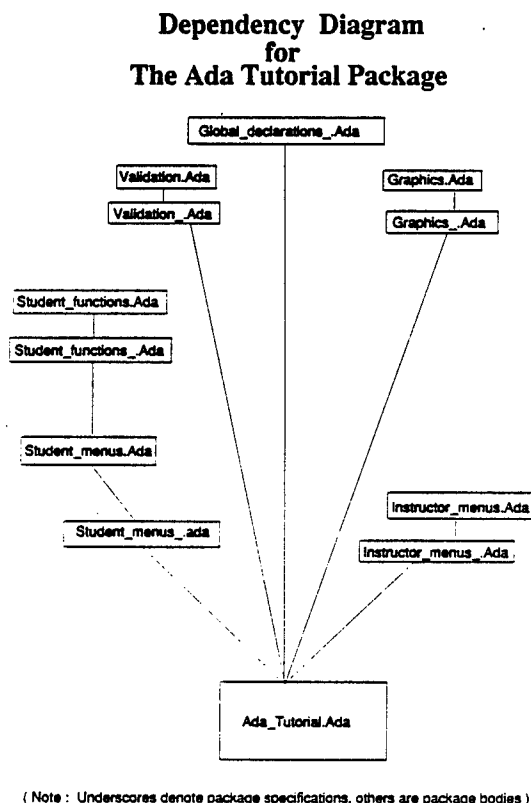 Dependency Diagram
for
The Ada Tutorial Package
Global_declarations_.Ada
Validation.Ada
Validation_.Ada
Graphics.Ada
Graphics_.Ada
Student_functions.Ada
Student_functions_.Ada
Student_menus.Ada
Student_menus_.ada
Instructor_menus.Ada
Instructor_menus_.Ada
Ada_Tutorial.Ada
( Note : Underscores denote package specifications, others are package bodies )